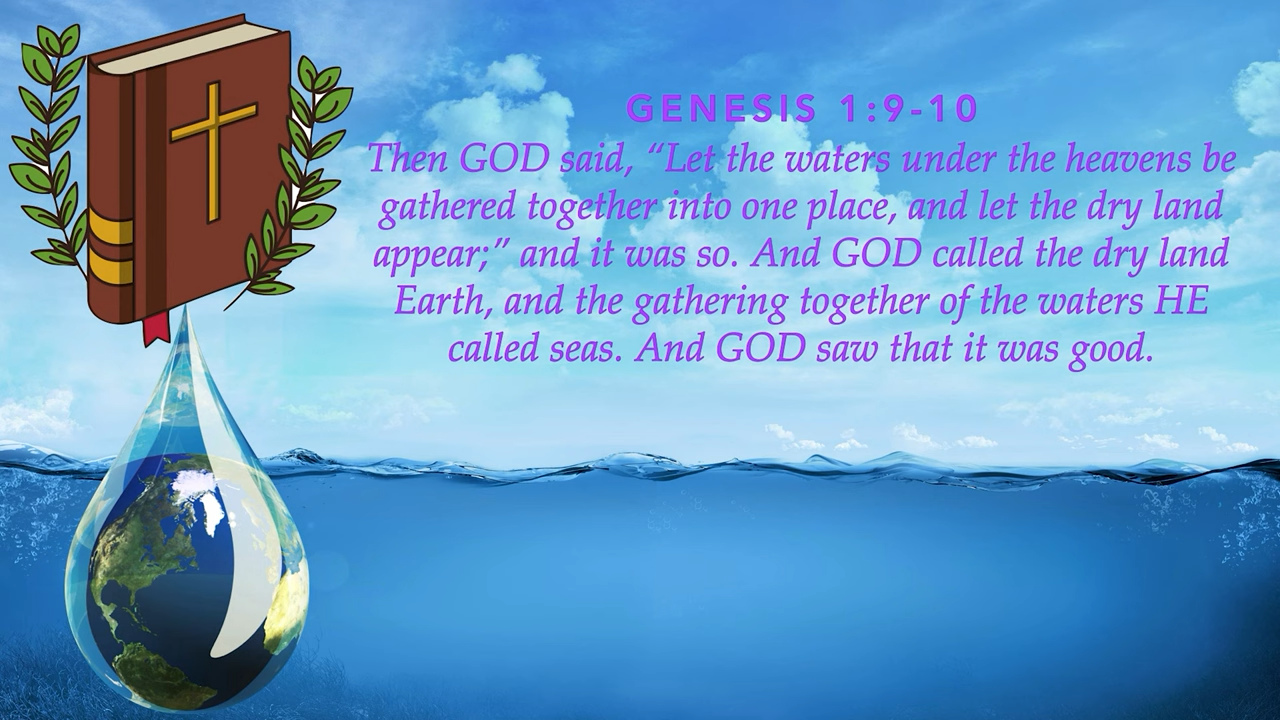 GENESIS 1:9-10
Then GOD said, “Let the waters under the heavens be
gathered together into one place, and let the dry land
appear;” and it was so. And GOD called the dry land
Earth, and the gathering together of the waters HE
called seas. And GOD saw that it was good.